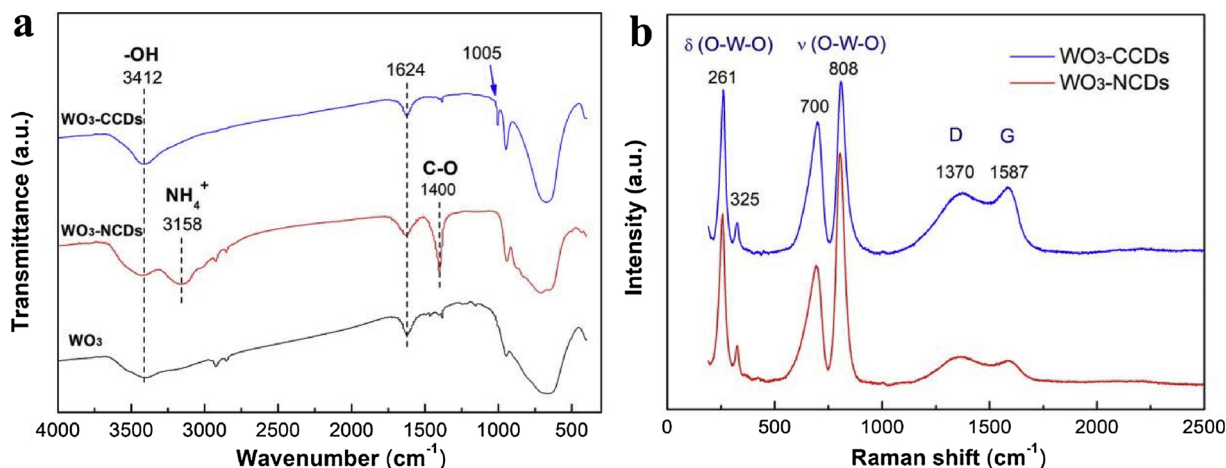 a
-OH
3412
1624
1005
WO₃-CCDs
C-O
1400
NH₄⁺
3158
WO₃-NCDs
WO₃
Transmittance (a.u.)
4000 3500 3000 2500 2000 1500 1000 500
Wavenumber (cm⁻¹)
b
δ (O-W-O)
261
ν (O-W-O)
808
WO₃-CCDs
WO₃-NCDs
700
325
D
1370
G
1587
Intensity (a.u.)
0 500 1000 1500 2000 2500
Raman shift (cm⁻¹)